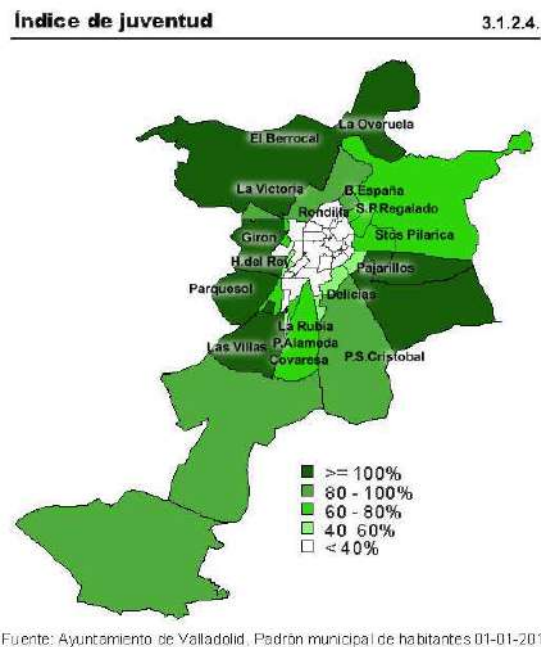 Índice de juventud
3.1.2.4.
La Overuela
El Berrocal
La Victoria
B.España
Rondilla
S.P.Regalado
Giron
Stos Pilarica
H.del Rey
Pajarillos
Parquesol
Delicias
La Rubia
Las Villas
P.Alameda
P.S.Cristobal
Covaresa
>= 100%
80 - 100%
60 - 80%
40 60%
< 40%
Fuente: Ayuntamiento de Valladolid. Padrón municipal de habitantes 01-01-201